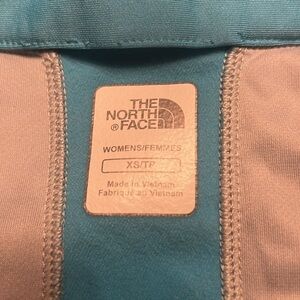 THE
NORTH
FACE
®
WOMENS/FEMMES
XS/TP
Made in Vietnam
Fabriqué au Vietnam